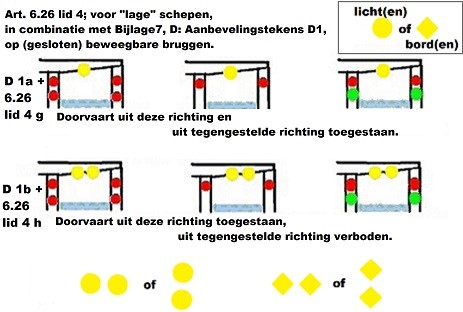 Art. 6.26 lid 4; voor "lage" schepen,
in combinatie met Bijlage7, D: Aanbevelingstekens D1,
op (gesloten) beweegbare bruggen.
licht(en)
of
bord(en)
D 1a +
6.26
lid 4 g
Doorvaart uit deze richting en
uit tegengestelde richting toegestaan.
D 1b +
6.26
lid 4 h
Doorvaart uit deze richting toegestaan,
uit tegengestelde richting verboden.
of
of